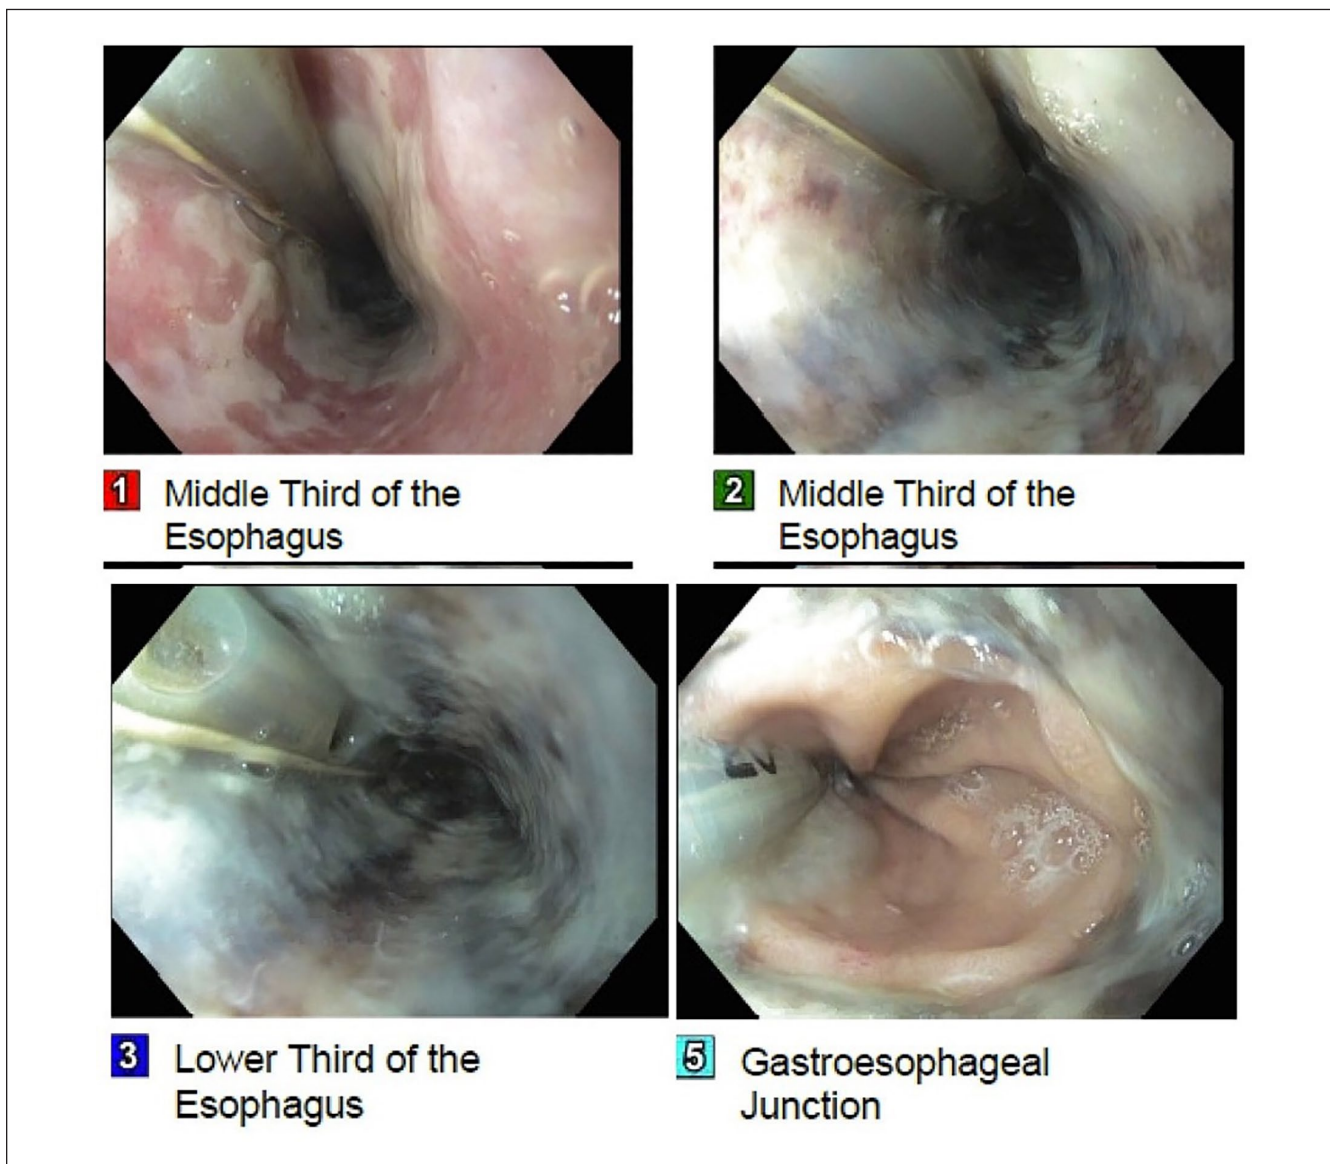 1 Middle Third of the
Esophagus
2 Middle Third of the
Esophagus
3 Lower Third of the
Esophagus
5 Gastroesophageal
Junction